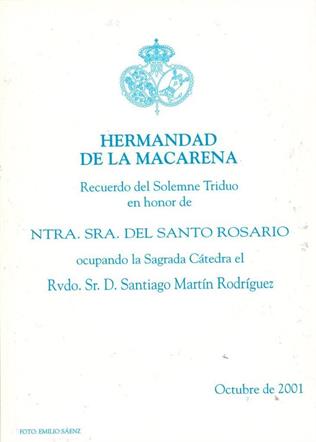 HERMANDAD
DE LA MACARENA
Recuerdo del Solemne Triduo
en honor de
NTRA. SRA. DEL SANTO ROSARIO
ocupando la Sagrada Cátedra el
Rvdo. Sr. D. Santiago Martín Rodríguez
Octubre de 2001
FOTO: EMILIO SÁENZ